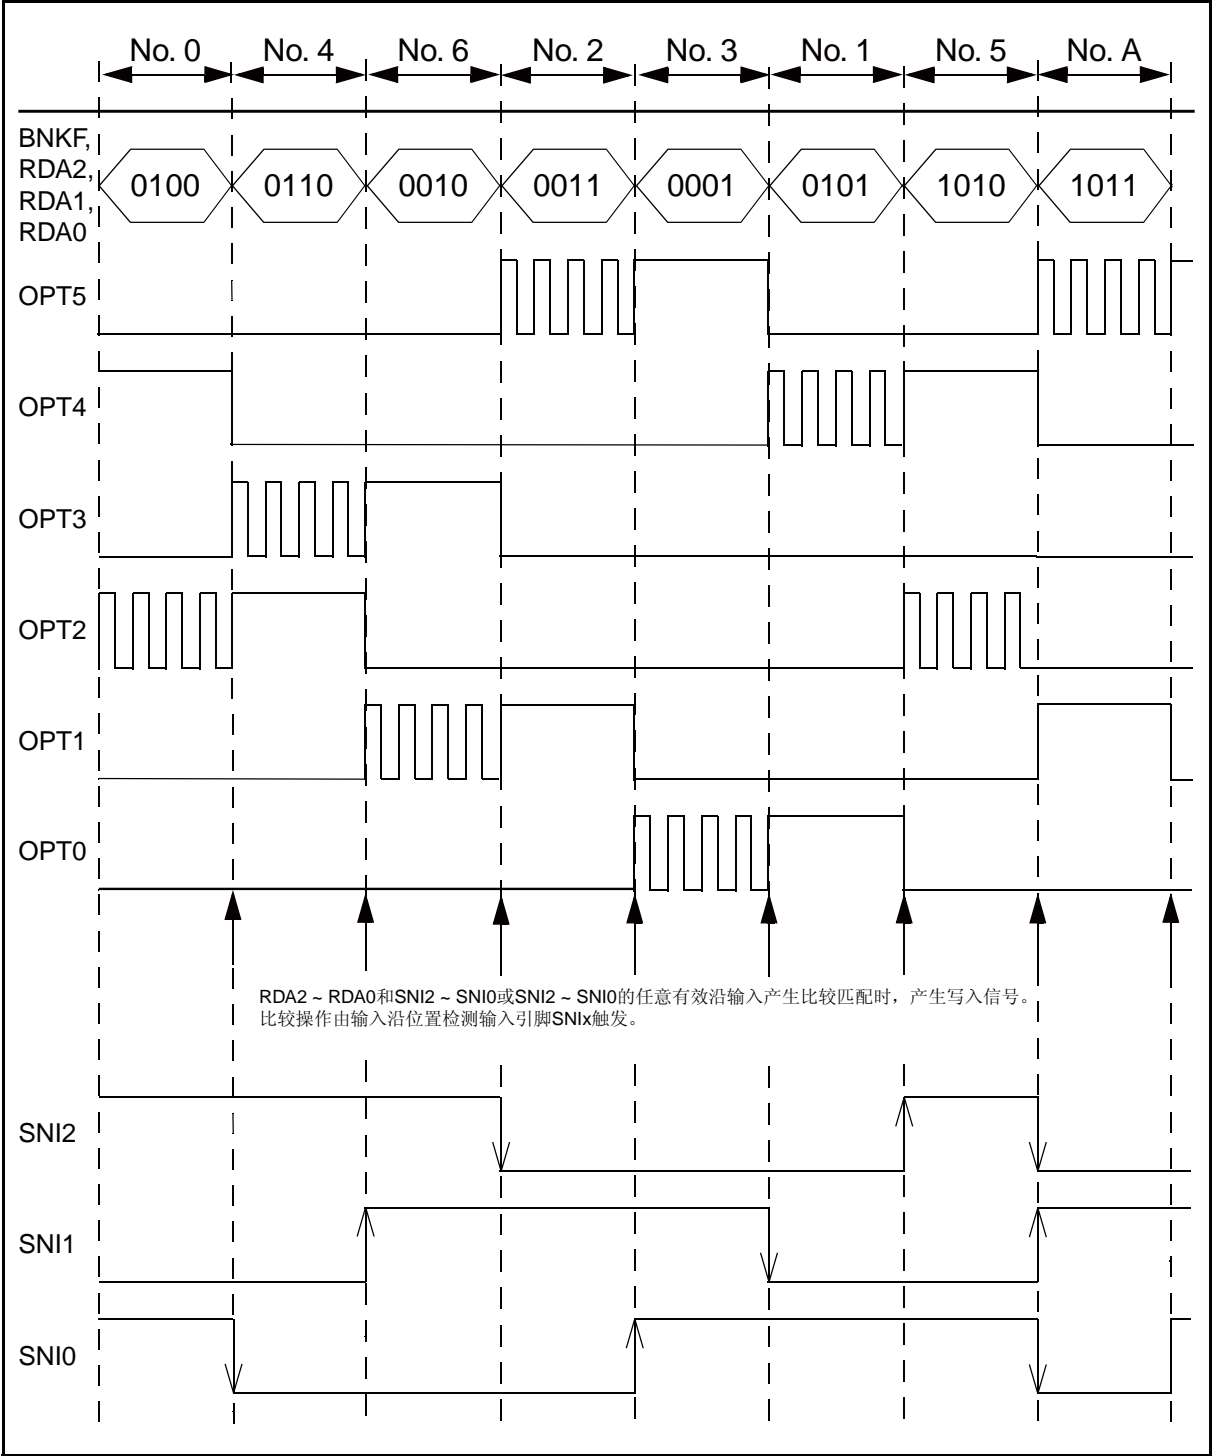 No. 0 No. 4 No. 6 No. 2 No. 3 No. 1 No. 5 No. A
BNKF,
RDA2,
RDA1,
RDA0
0100 0110 0010 0011 0001 0101 1010 1011
OPT5
OPT4
OPT3
OPT2
OPT1
OPT0
RDA2 ~ RDA0和SNI2 ~ SNI0或SNI2 ~ SNI0的任意有效沿输入产生比较匹配时，产生写入信号。
比较操作由输入沿位置检测输入引脚SNIx触发。
SNI2
SNI1
SNI0